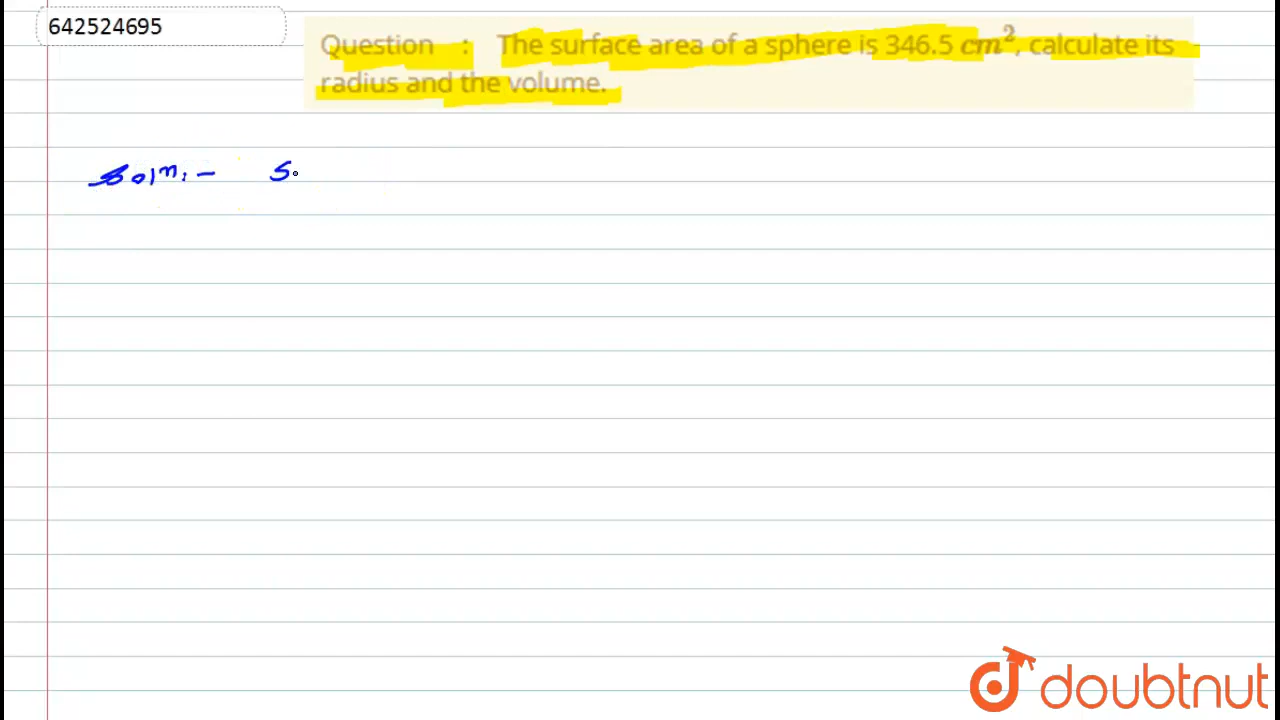 642524695
Question : The surface area of a sphere is 346.5 cm², calculate its
radius and the volume.
Soln:- S.
doubtnut